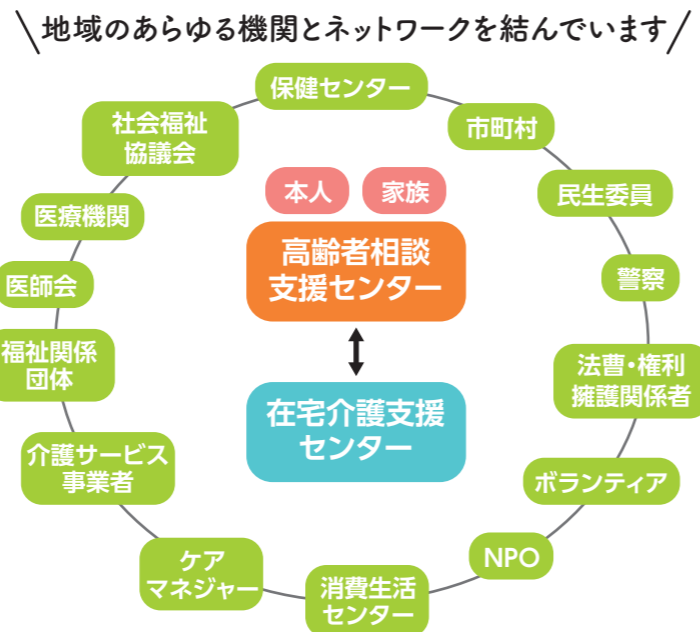 地域のあらゆる機関とネットワークを結んでいます
保健センター
市町村
民生委員
警察
法曹・権利
擁護関係者
ボランティア
NPO
消費生活
センター
ケア
マネジャー
介護サービス
事業者
福祉関係
団体
医師会
医療機関
社会福祉
協議会
本人
家族
高齢者相談
支援センター
在宅介護支援
センター